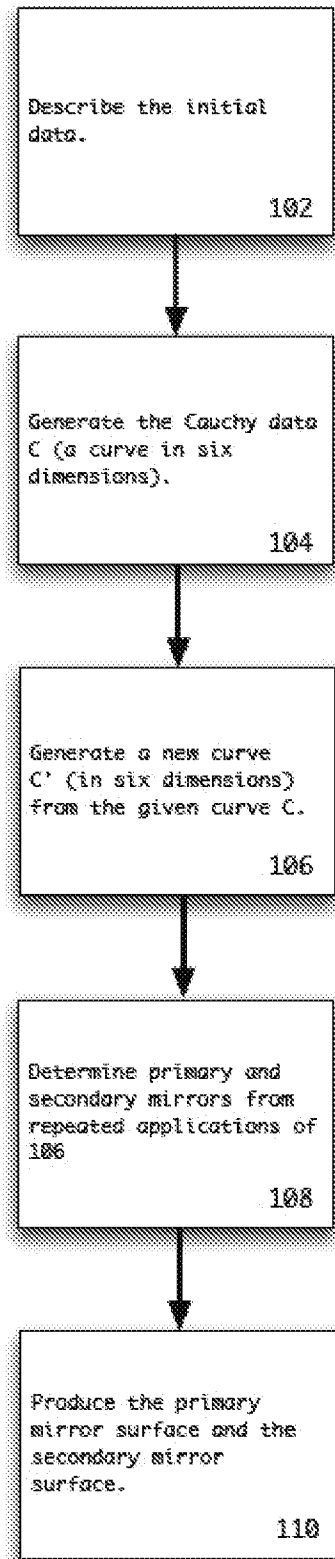 Describe the initial
data.
102
Generate the Cauchy data
C (a curve in six
dimensions).
104
Generate a new curve
C' (in six dimensions)
from the given curve C.
106
Determine primary and
secondary mirrors from
repeated applications of
106
108
Produce the primary
mirror surface and the
secondary mirror
surface.
110